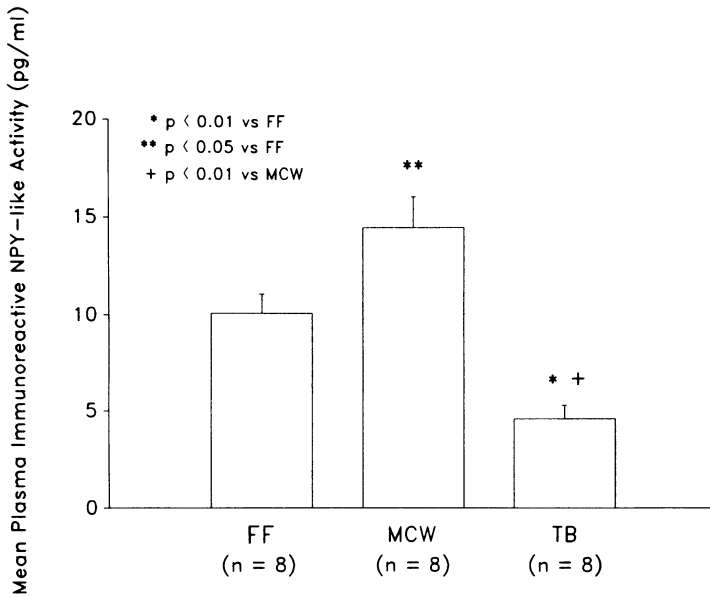 Mean Plasma Immunoreactive NPY-like Activity (pg/ml)
20
15
10
5
0
* p < 0.01 vs FF
** p < 0.05 vs FF
+ p < 0.01 vs MCW
**
* +
FF
(n = 8)
MCW
(n = 8)
TB
(n = 8)